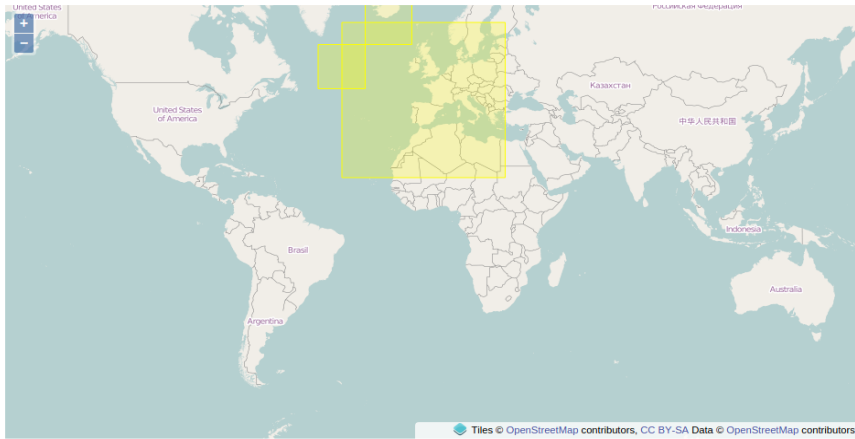 United States
of America
Российская Федерация
+
−
Казахстан
United States
of America
中华人民共和国
Brasil
Indonesia
Australia
Argentina
Tiles © OpenStreetMap contributors, CC BY-SA Data © OpenStreetMap contributors